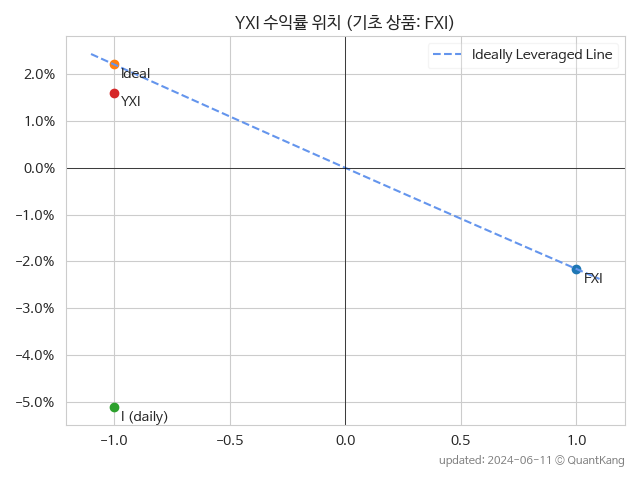 YXI 수익률 위치 (기초 상품: FXI)
Ideally Leveraged Line
2.0%
1.0%
0.0%
−1.0%
−2.0%
−3.0%
−4.0%
−5.0%
Ideal
YXI
FXI
I (daily)
−1.0
−0.5
0.0
0.5
1.0
updated: 2024-06-11 © QuantKang